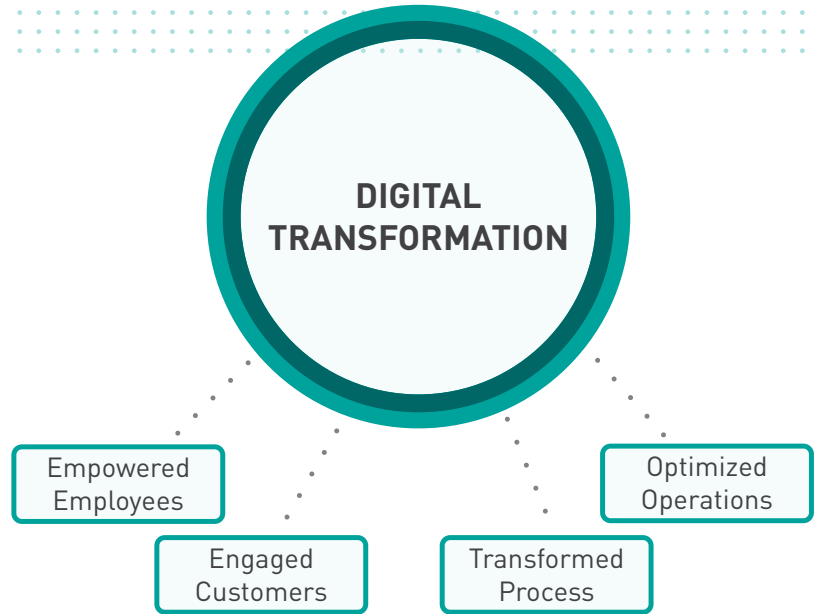 DIGITAL
TRANSFORMATION
Empowered
Employees
Engaged
Customers
Transformed
Process
Optimized
Operations